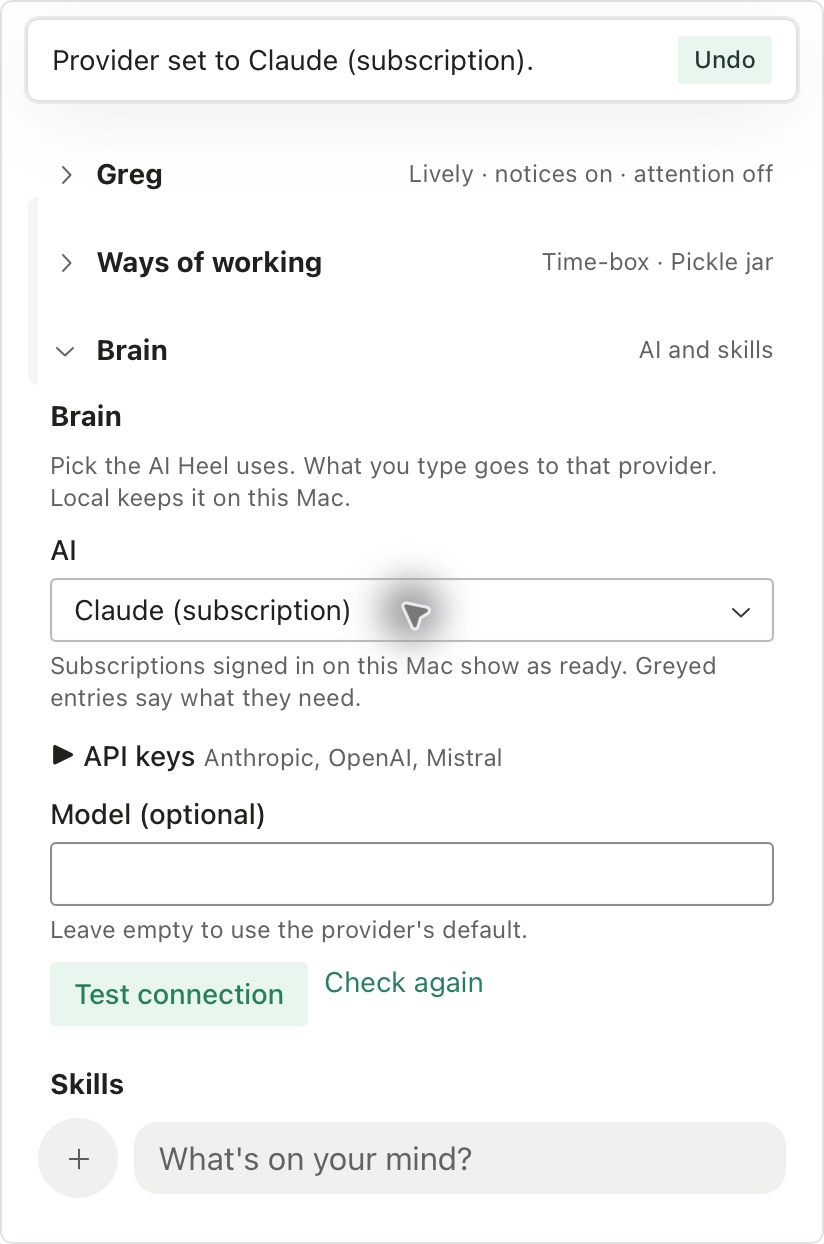 Provider set to Claude (subscription). Undo
Greg Lively · notices on · attention off
Ways of working Time-box · Pickle jar
Brain AI and skills
Brain
Pick the AI Heel uses. What you type goes to that provider.
Local keeps it on this Mac.
AI
Claude (subscription)
Subscriptions signed in on this Mac show as ready. Greyed
entries say what they need.
API keys Anthropic, OpenAI, Mistral
Model (optional)
Leave empty to use the provider's default.
Test connection Check again
Skills
What's on your mind?